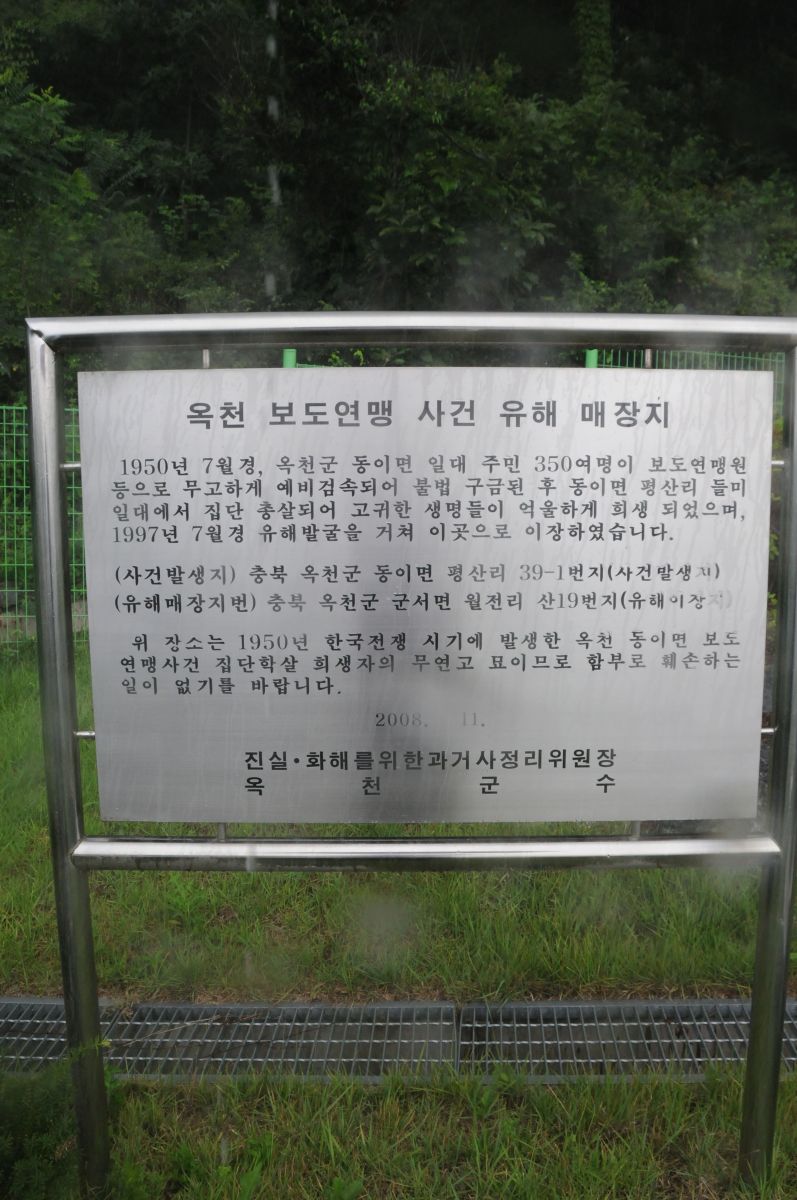 옥천 보도연맹 사건 유해 매장지
1950년 7월경, 옥천군 동이면 일대 주민 350여명이 보도연맹원
등으로 무고하게 예비검속되어 불법 구금된 후 동이면 평산리 들미
일대에서 집단 총살되어 고귀한 생명들이 억울하게 희생 되었으며,
1997년 7월경 유해발굴을 거쳐 이곳으로 이장하였습니다.
(사건발생지) 충북 옥천군 동이면 평산리 39-1번지(사건발생지)
(유해매장지번) 충북 옥천군 군서면 월전리 산19번지(유해이장지)
위 장소는 1950년 한국전쟁 시기에 발생한 옥천 동이면 보도
연맹사건 집단학살 희생자의 무연고 묘이므로 함부로 훼손하는
일이 없기를 바랍니다.
2008. 11.
진실·화해를위한과거사정리위원장
옥 천 군 수